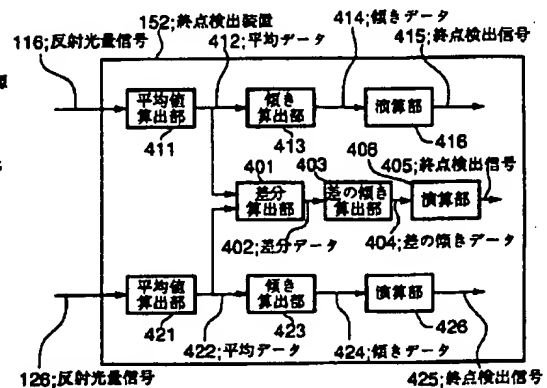 152;終点検出装置
414;傾きデータ
116;反射光量信号
412;平均データ
415;終点検出信号
平均値
算出部
411
傾き
算出部
413
演算部
416
401
差分
算出部
403
差の傾き
算出部
406
演算部
405;終点検出信号
402;差分データ
404;差の傾きデータ
平均値
算出部
421
傾き
算出部
423
演算部
426
422;平均データ
424;傾きデータ
126;反射光量信号
425;終点検出信号